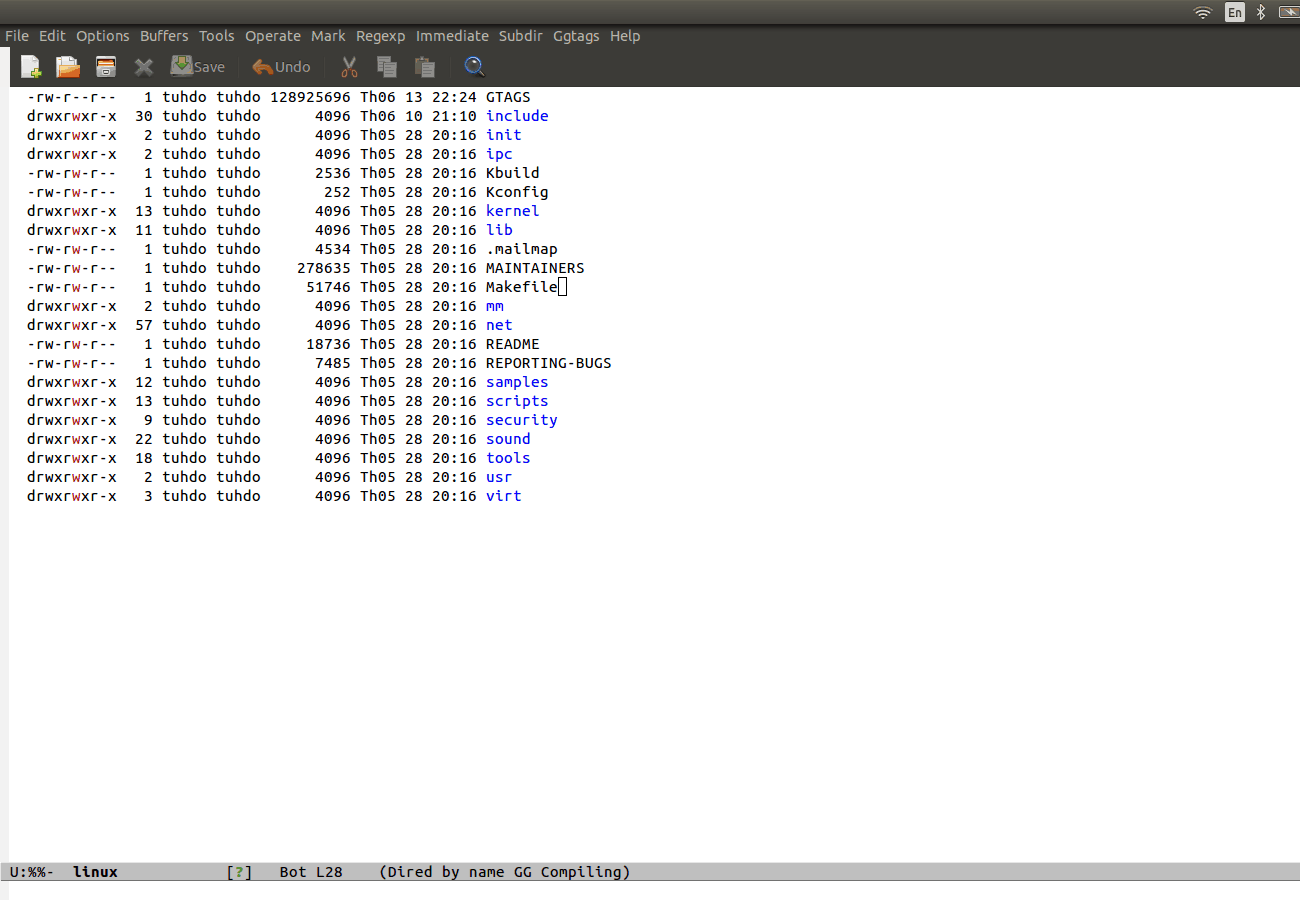 En
File Edit Options Buffers Tools Operate Mark Regexp Immediate Subdir Ggtags Help
Save Undo
-rw-r--r-- 1 tuhdo tuhdo 128925696 Th06 13 22:24 GTAGS
drwxrwxr-x 30 tuhdo tuhdo 4096 Th06 10 21:10 include
drwxrwxr-x 2 tuhdo tuhdo 4096 Th05 28 20:16 init
drwxrwxr-x 2 tuhdo tuhdo 4096 Th05 28 20:16 ipc
-rw-rw-r-- 1 tuhdo tuhdo 2536 Th05 28 20:16 Kbuild
-rw-rw-r-- 1 tuhdo tuhdo 252 Th05 28 20:16 Kconfig
drwxrwxr-x 13 tuhdo tuhdo 4096 Th05 28 20:16 kernel
drwxrwxr-x 11 tuhdo tuhdo 4096 Th05 28 20:16 lib
-rw-rw-r-- 1 tuhdo tuhdo 4534 Th05 28 20:16 .mailmap
-rw-rw-r-- 1 tuhdo tuhdo 278635 Th05 28 20:16 MAINTAINERS
-rw-rw-r-- 1 tuhdo tuhdo 51746 Th05 28 20:16 Makefile
drwxrwxr-x 2 tuhdo tuhdo 4096 Th05 28 20:16 mm
drwxrwxr-x 57 tuhdo tuhdo 4096 Th05 28 20:16 net
-rw-rw-r-- 1 tuhdo tuhdo 18736 Th05 28 20:16 README
-rw-rw-r-- 1 tuhdo tuhdo 7485 Th05 28 20:16 REPORTING-BUGS
drwxrwxr-x 12 tuhdo tuhdo 4096 Th05 28 20:16 samples
drwxrwxr-x 13 tuhdo tuhdo 4096 Th05 28 20:16 scripts
drwxrwxr-x 9 tuhdo tuhdo 4096 Th05 28 20:16 security
drwxrwxr-x 22 tuhdo tuhdo 4096 Th05 28 20:16 sound
drwxrwxr-x 18 tuhdo tuhdo 4096 Th05 28 20:16 tools
drwxrwxr-x 2 tuhdo tuhdo 4096 Th05 28 20:16 usr
drwxrwxr-x 3 tuhdo tuhdo 4096 Th05 28 20:16 virt
U:%%- linux [?] Bot L28 (Dired by name GG Compiling)